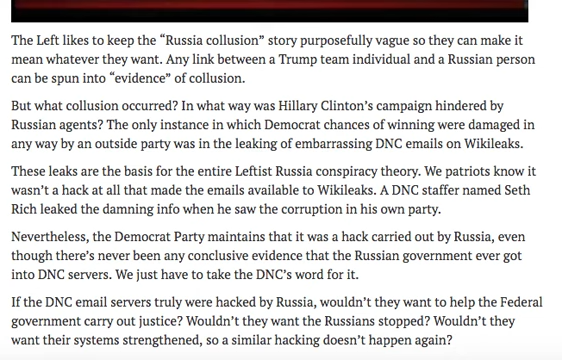 The Left likes to keep the “Russia collusion” story purposefully vague so they can make it
mean whatever they want. Any link between a Trump team individual and a Russian person
can be spun into “evidence” of collusion.
But what collusion occurred? In what way was Hillary Clinton’s campaign hindered by
Russian agents? The only instance in which Democrat chances of winning were damaged in
any way by an outside party was in the leaking of embarrassing DNC emails on Wikileaks.
These leaks are the basis for the entire Leftist Russia conspiracy theory. We patriots know it
wasn’t a hack at all that made the emails available to Wikileaks. A DNC staffer named Seth
Rich leaked the damning info when he saw the corruption in his own party.
Nevertheless, the Democrat Party maintains that it was a hack carried out by Russia, even
though there’s never been any conclusive evidence that the Russian government ever got
into DNC servers. We just have to take the DNC’s word for it.
If the DNC email servers truly were hacked by Russia, wouldn’t they want to help the Federal
government carry out justice? Wouldn’t they want the Russians stopped? Wouldn’t they
want their systems strengthened, so a similar hacking doesn’t happen again?